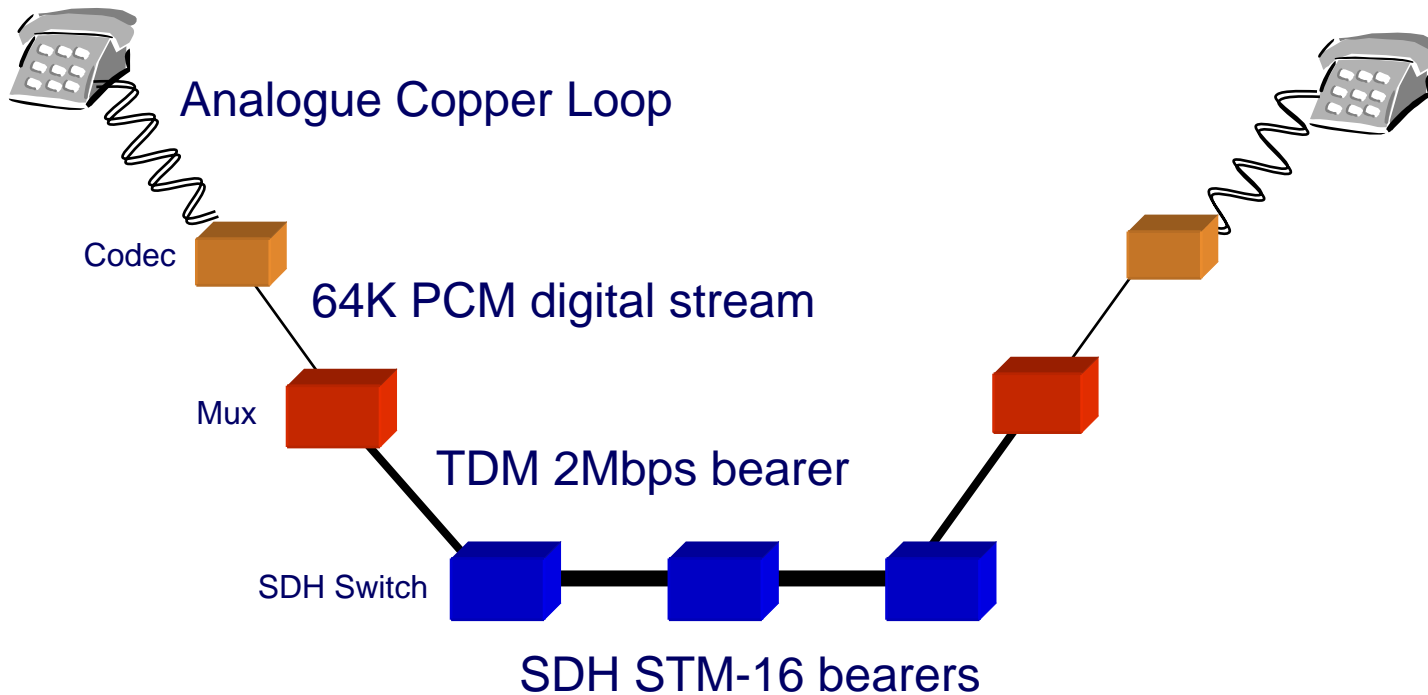 Analogue Copper Loop
Codec
64K PCM digital stream
Mux
TDM 2Mbps bearer
SDH Switch
SDH STM-16 bearers